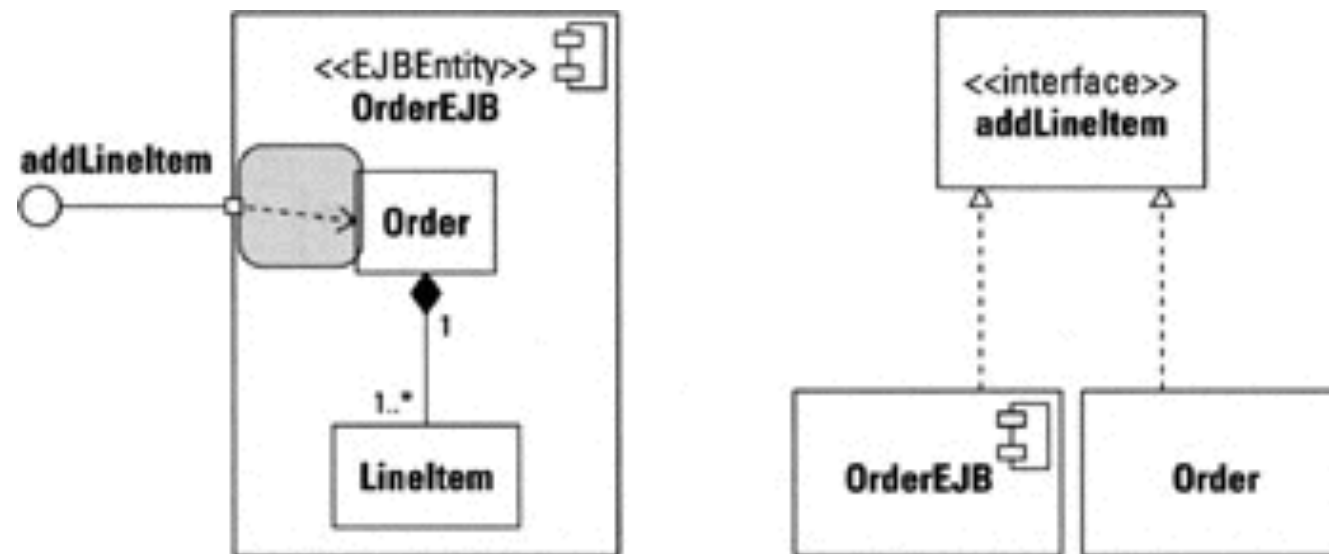 <<EJBEntity>>
OrderEJB
addLineItem
Order
1
1..*
LineItem
<<interface>>
addLineItem
OrderEJB
Order